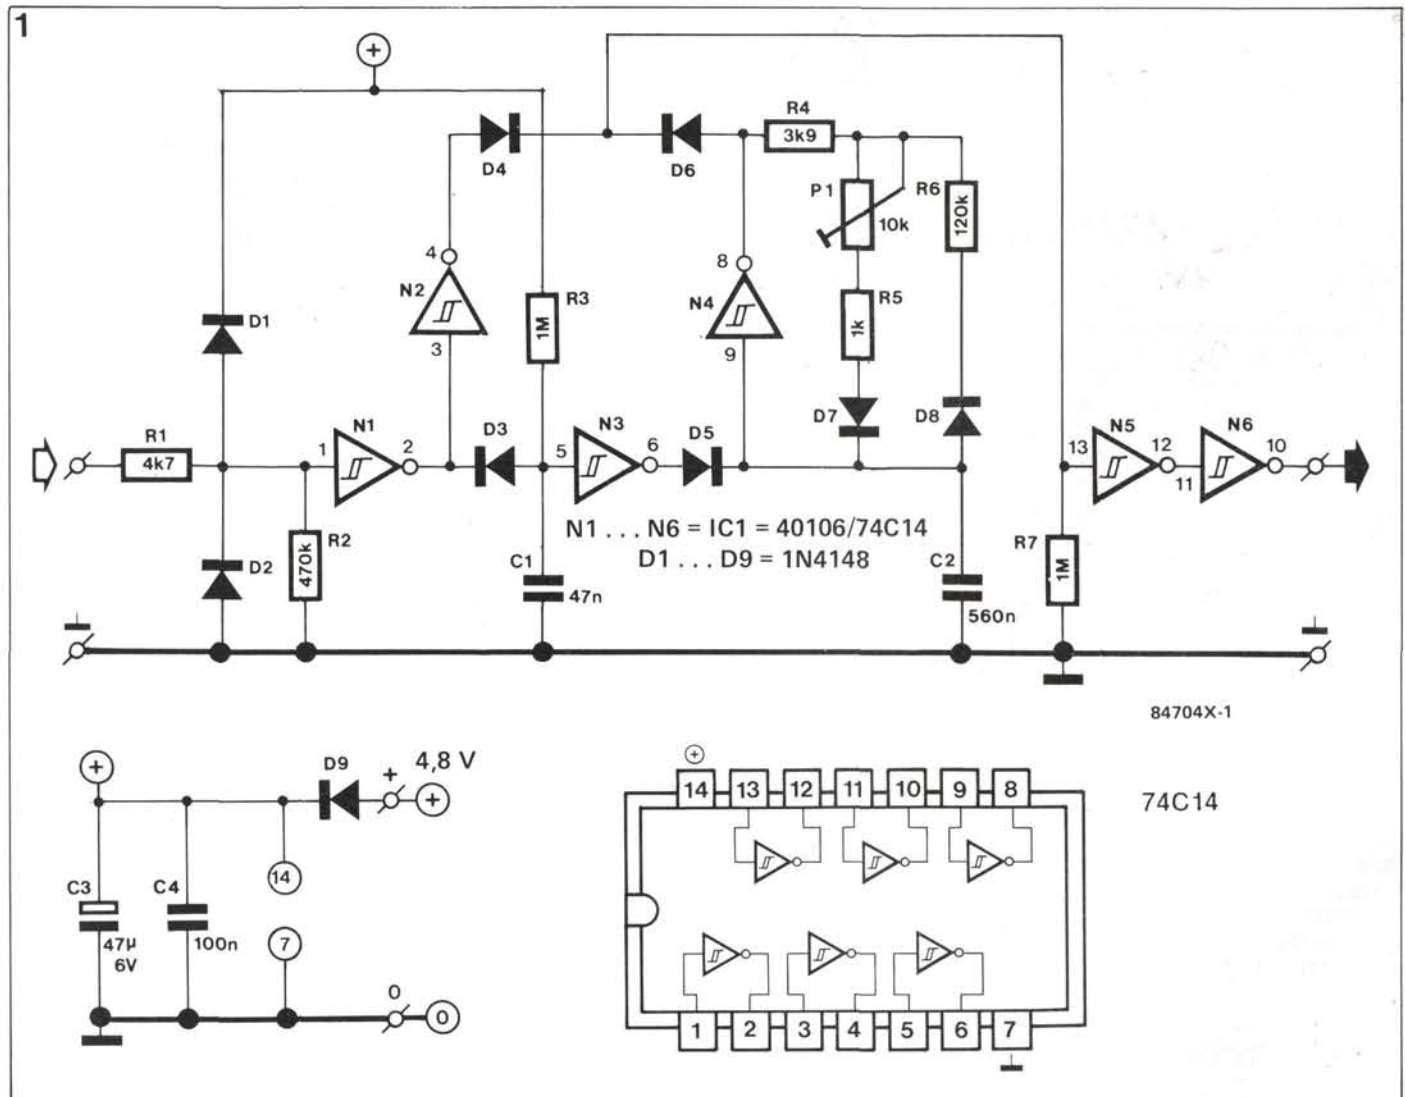 1
+
R4
3k9
D4
D6
P1
10k
R6
120k
4
N2
3
R3
1M
8
N4
9
R5
1k
D1
D7
D8
R1
4k7
1
N1
2
D3
5
N3
6
D5
13
N5
12
11
N6
10
N1 . . . N6 = IC1 = 40106/74C14
D1 . . . D9 = 1N4148
D2
R2
470k
C1
47n
C2
560n
R7
1M
84704X-1
+
D9
+
4,8 V
+
14
C3
47µ
6V
C4
100n
7
0
0
+
14 13 12 11 10 9 8
74C14
1 2 3 4 5 6 7